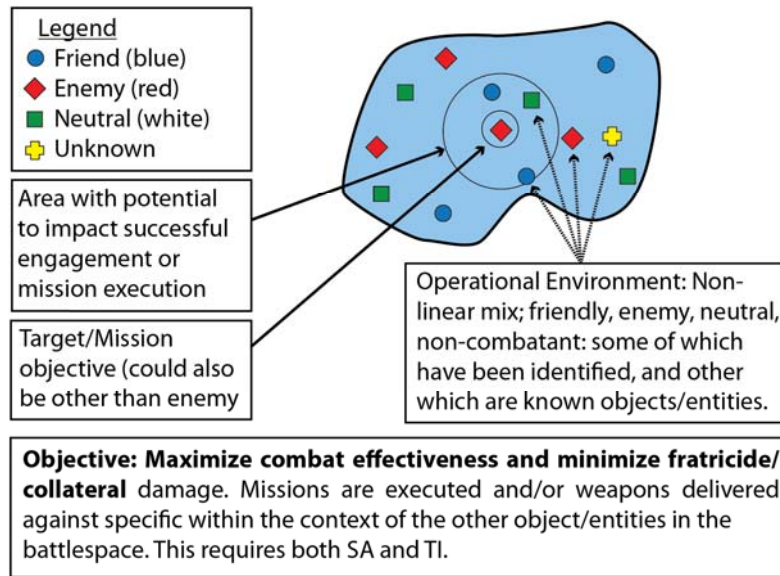 Legend
Friend (blue)
Enemy (red)
Neutral (white)
Unknown
Area with potential
to impact successful
engagement or
mission execution
Target/Mission
objective (could also
be other than enemy
Operational Environment: Non-
linear mix; friendly, enemy, neutral,
non-combatant: some of which
have been identified, and other
which are known objects/entities.
Objective: Maximize combat effectiveness and minimize fratricide/
collateral damage. Missions are executed and/or weapons delivered
against specific within the context of the other object/entities in the
battlespace. This requires both SA and TI.